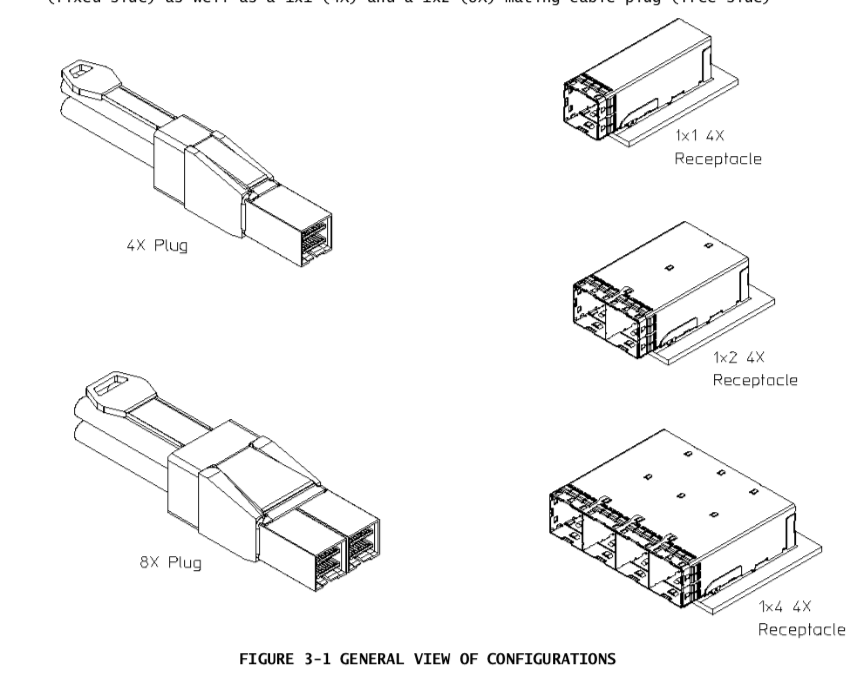 (fixed side) as well as a 1x1 (4X) and a 1x2 (8X) mating cable plug (free side)
1x1 4X
Receptacle
4X Plug
1x2 4X
Receptacle
8X Plug
1x4 4X
Receptacle
FIGURE 3-1 GENERAL VIEW OF CONFIGURATIONS